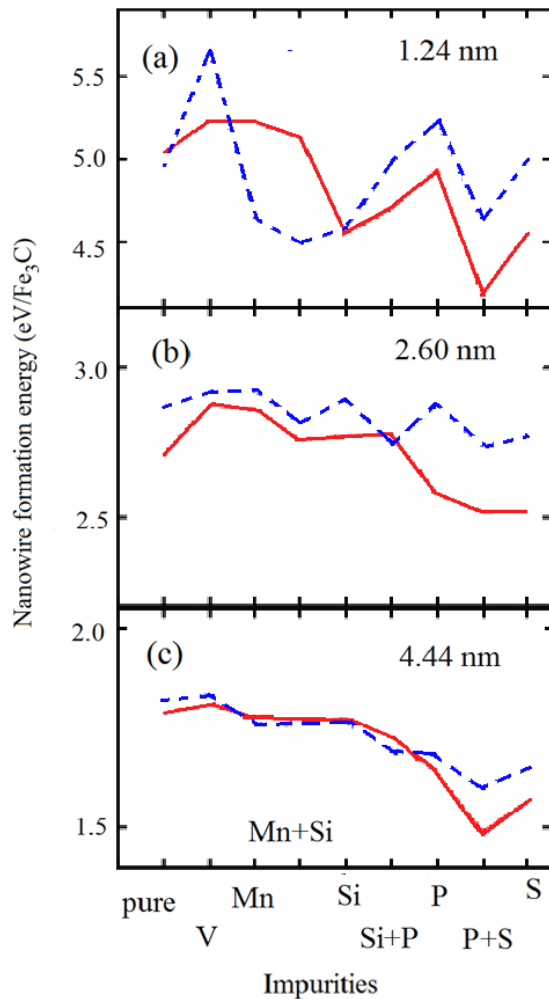 Nanowire formation energy (eV/Fe₃C)
(a) 1.24 nm
5.5
5.0
4.5
(b) 2.60 nm
3.0
2.5
(c) 4.44 nm
2.0
1.5
Mn+Si
pure Mn Si P S
V Si+P P+S
Impurities